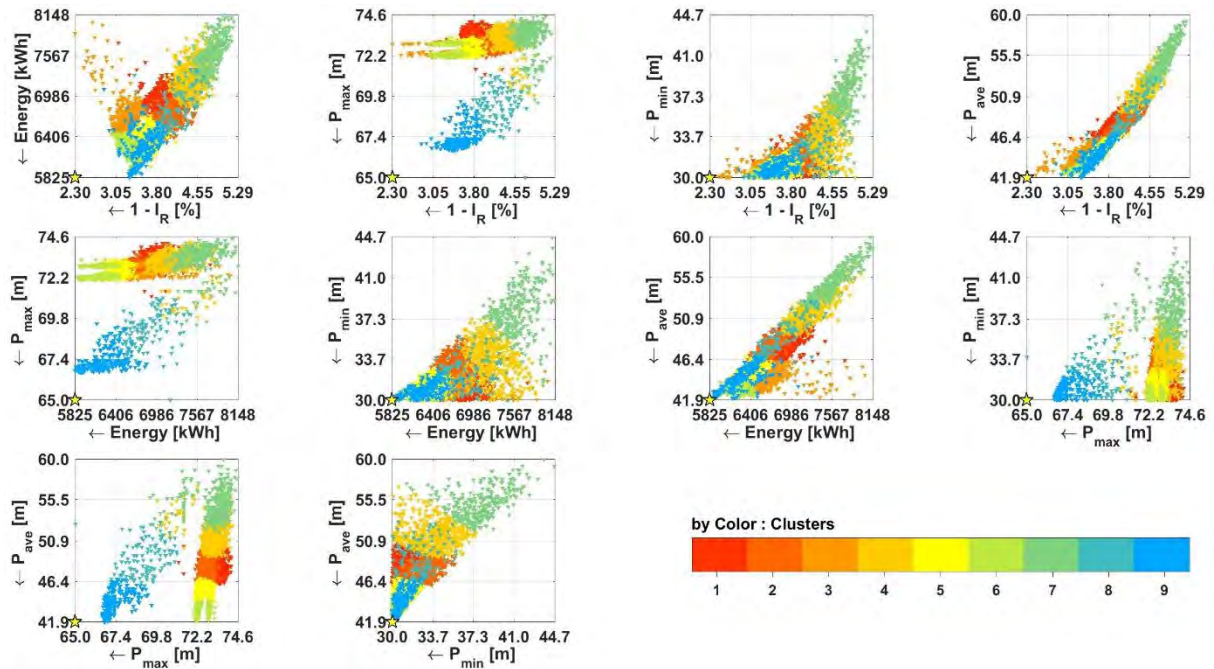 8148
7567
6986
6406
5825
← Energy [kWh]
2.30 3.05 3.80 4.55 5.29
← 1 - I_R [%]
74.6
72.2
69.8
67.4
65.0
← P_max [m]
2.30 3.05 3.80 4.55 5.29
← 1 - I_R [%]
44.7
41.0
37.3
33.7
30.0
← P_min [m]
2.30 3.05 3.80 4.55 5.29
← 1 - I_R [%]
60.0
55.5
50.9
46.4
41.9
← P_ave [m]
2.30 3.05 3.80 4.55 5.29
← 1 - I_R [%]
74.6
72.2
69.8
67.4
65.0
← P_max [m]
5825 6406 6986 7567 8148
← Energy [kWh]
44.7
41.0
37.3
33.7
30.0
← P_min [m]
5825 6406 6986 7567 8148
← Energy [kWh]
60.0
55.5
50.9
46.4
41.9
← P_ave [m]
5825 6406 6986 7567 8148
← Energy [kWh]
44.7
41.0
37.3
33.7
30.0
← P_min [m]
65.0 67.4 69.8 72.2 74.6
← P_max [m]
60.0
55.5
50.9
46.4
41.9
← P_ave [m]
65.0 67.4 69.8 72.2 74.6
← P_max [m]
60.0
55.5
50.9
46.4
41.9
← P_ave [m]
30.0 33.7 37.3 41.0 44.7
← P_min [m]
by Color : Clusters
1 2 3 4 5 6 7 8 9